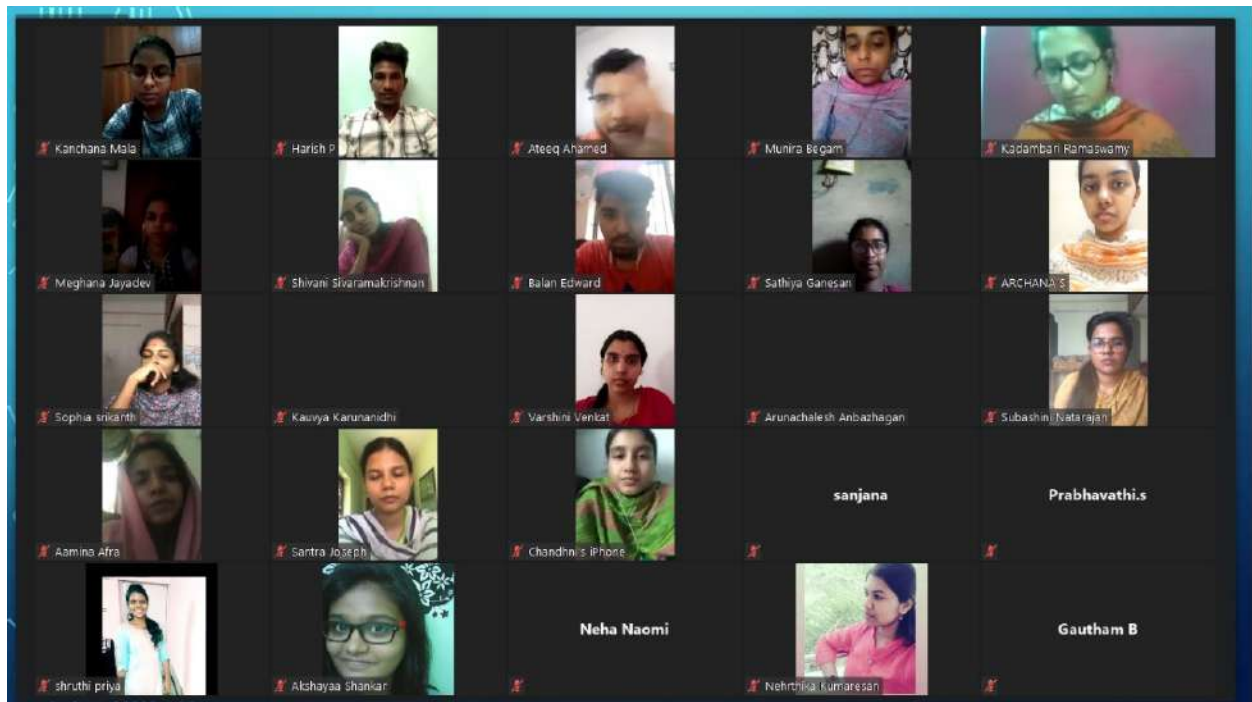 Kanchana Mala
Harish P
Ateeq Ahamed
Munira Begam
Kadambari Ramaswamy
Meghana Jayadev
Shivani Sivaramakrishnan
Balan Edward
Sathiya Ganesan
ARCHANA S
Sophia srikanth
Kauvya Karunanidhi
Varshini Venkat
Arunachalesh Anbazhagan
Subashini Natarajan
Aamina Afra
Santra Joseph
Chandhni's iPhone
sanjana
Prabhavathi.s
shruthi priya
Akshayaa Shankar
Neha Naomi
Nehrthika Kumaresan
Gautham B